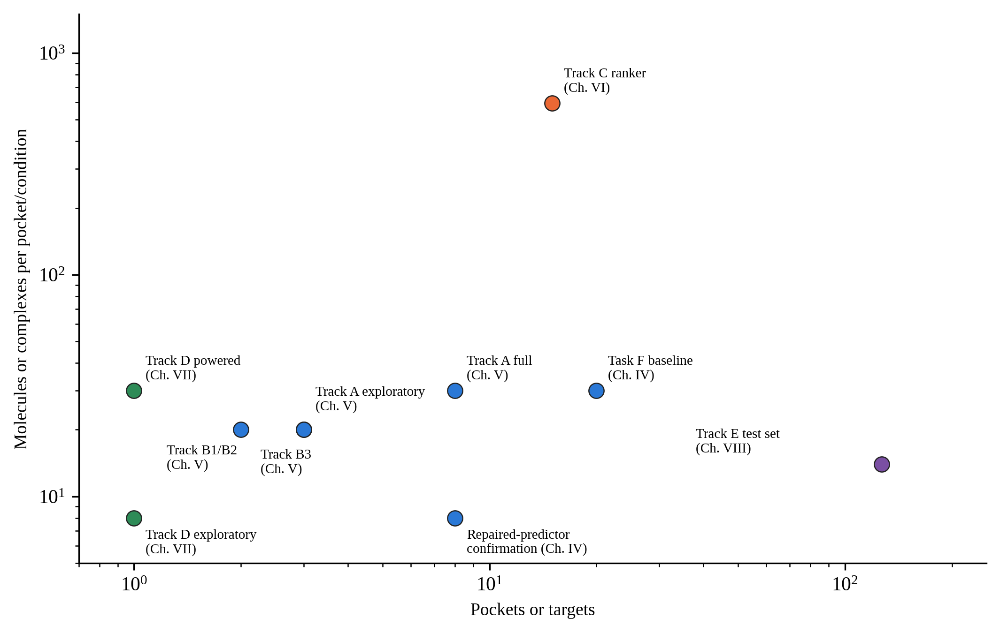 10³
Track C ranker
(Ch. VI)
Molecules or complexes per pocket/condition
10²
Track D powered
(Ch. VII)
Track A full
(Ch. V)
Task F baseline
(Ch. IV)
Track A exploratory
(Ch. V)
Track E test set
(Ch. VIII)
Track B1/B2
(Ch. V)
Track B3
(Ch. V)
10¹
Track D exploratory
(Ch. VII)
Repaired-predictor
confirmation (Ch. IV)
10⁰
10¹
10²
Pockets or targets